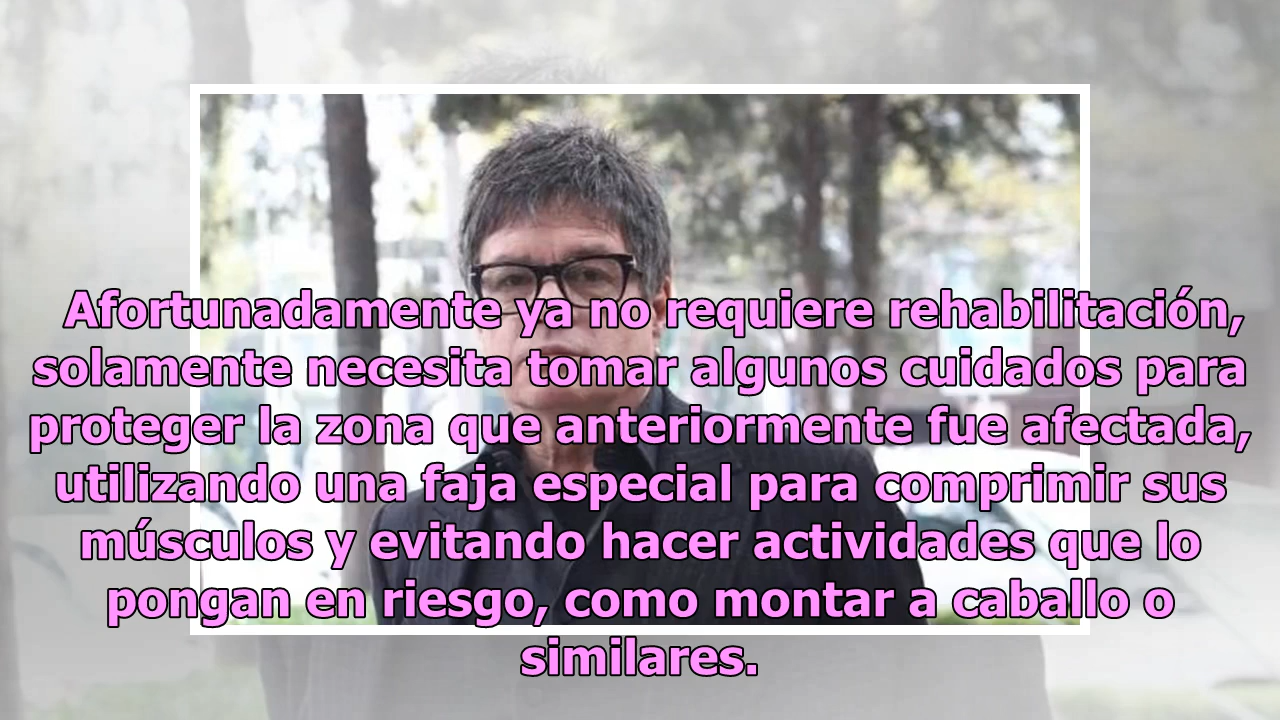 Afortunadamente ya no requiere rehabilitación,
solamente necesita tomar algunos cuidados para
proteger la zona que anteriormente fue afectada,
utilizando una faja especial para comprimir sus
músculos y evitando hacer actividades que lo
pongan en riesgo, como montar a caballo o
similares.